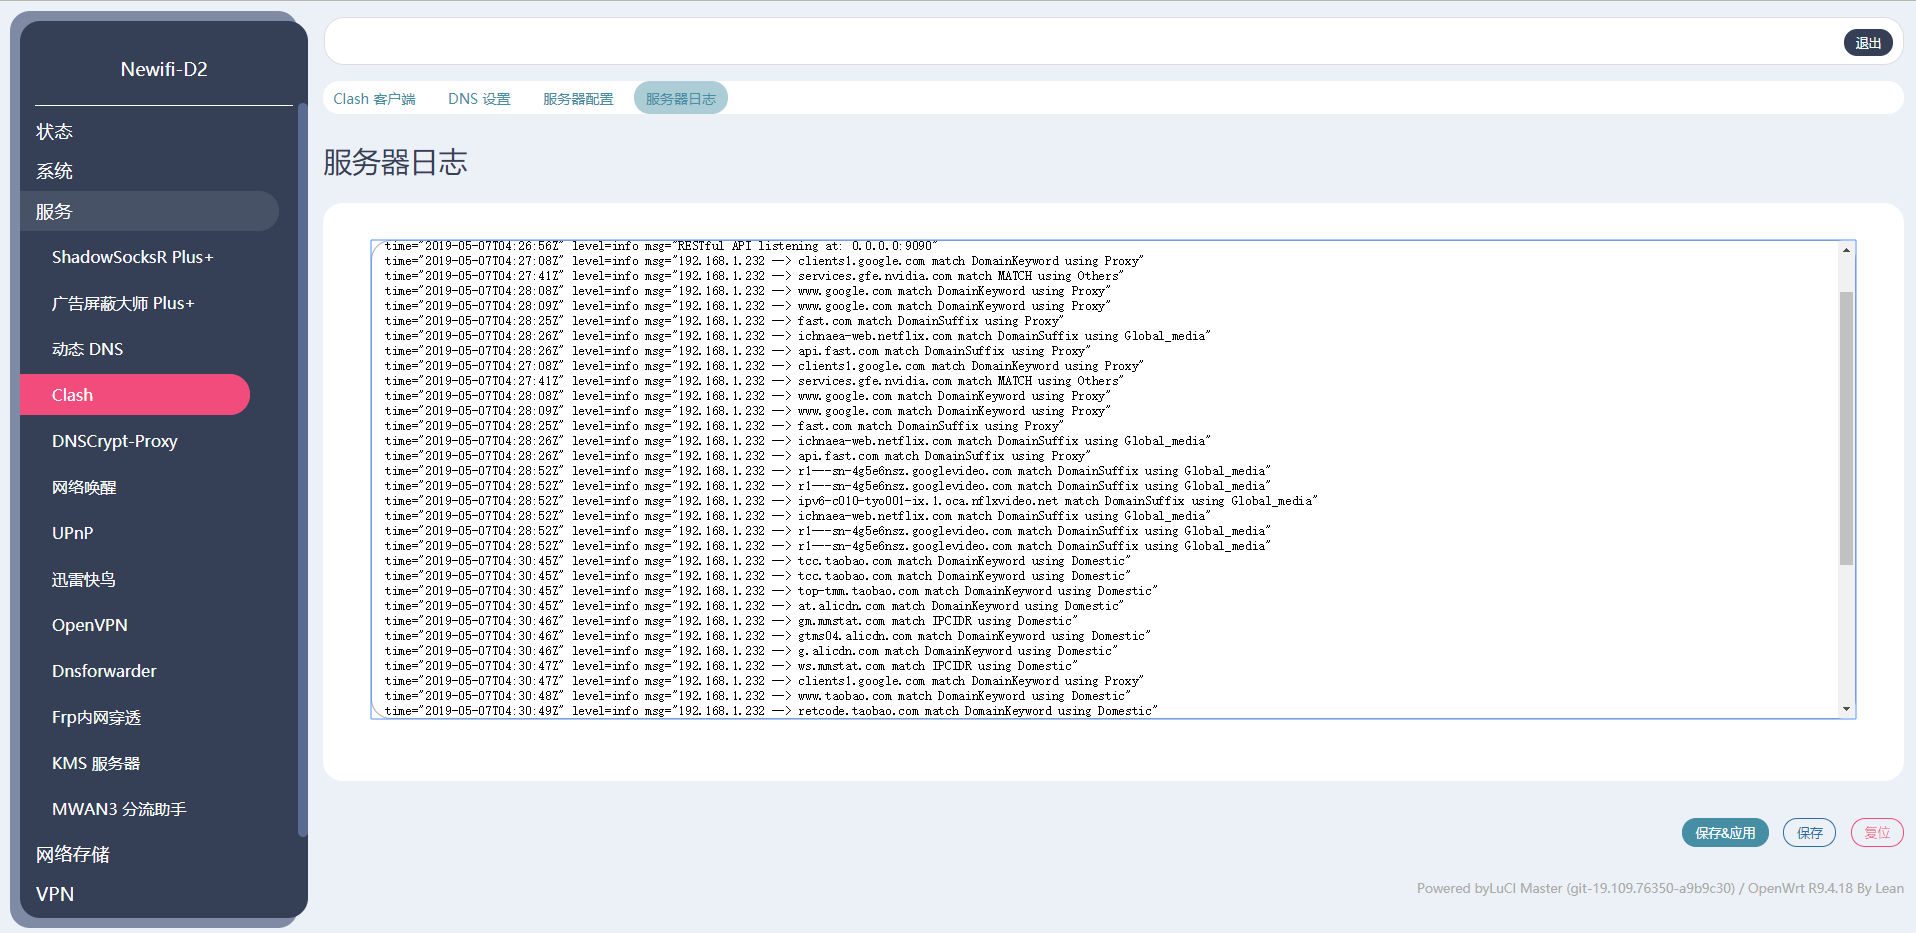 Newifi-D2
状态
系统
服务
ShadowSocksR Plus+
广告屏蔽大师 Plus+
动态 DNS
Clash
DNSCrypt-Proxy
网络唤醒
UPnP
迅雷快鸟
OpenVPN
Dnsforwarder
Frp内网穿透
KMS 服务器
MWAN3 分流助手
网络存储
VPN
退出
Clash 客户端 DNS 设置 服务器配置 服务器日志
服务器日志
time="2019-05-07T04:26:56Z" level=info msg="RESTful API listening at: 0.0.0.0:9090"
time="2019-05-07T04:27:08Z" level=info msg="192.168.1.232 --> clients1.google.com match DomainKeyword using Proxy"
time="2019-05-07T04:27:41Z" level=info msg="192.168.1.232 --> services.gfe.nvidia.com match MATCH using Others"
time="2019-05-07T04:28:08Z" level=info msg="192.168.1.232 --> www.google.com match DomainKeyword using Proxy"
time="2019-05-07T04:28:09Z" level=info msg="192.168.1.232 --> www.google.com match DomainKeyword using Proxy"
time="2019-05-07T04:28:25Z" level=info msg="192.168.1.232 --> fast.com match DomainSuffix using Proxy"
time="2019-05-07T04:28:26Z" level=info msg="192.168.1.232 --> ichnaea-web.netflix.com match DomainSuffix using Global_media"
time="2019-05-07T04:28:26Z" level=info msg="192.168.1.232 --> api.fast.com match DomainSuffix using Proxy"
time="2019-05-07T04:27:08Z" level=info msg="192.168.1.232 --> clients1.google.com match DomainKeyword using Proxy"
time="2019-05-07T04:27:41Z" level=info msg="192.168.1.232 --> services.gfe.nvidia.com match MATCH using Others"
time="2019-05-07T04:28:08Z" level=info msg="192.168.1.232 --> www.google.com match DomainKeyword using Proxy"
time="2019-05-07T04:28:09Z" level=info msg="192.168.1.232 --> www.google.com match DomainKeyword using Proxy"
time="2019-05-07T04:28:25Z" level=info msg="192.168.1.232 --> fast.com match DomainSuffix using Proxy"
time="2019-05-07T04:28:26Z" level=info msg="192.168.1.232 --> ichnaea-web.netflix.com match DomainSuffix using Global_media"
time="2019-05-07T04:28:26Z" level=info msg="192.168.1.232 --> api.fast.com match DomainSuffix using Proxy"
time="2019-05-07T04:28:52Z" level=info msg="192.168.1.232 --> r1---sn-4g5e6nsz.googlevideo.com match DomainSuffix using Global_media"
time="2019-05-07T04:28:52Z" level=info msg="192.168.1.232 --> r1---sn-4g5e6nsz.googlevideo.com match DomainSuffix using Global_media"
time="2019-05-07T04:28:52Z" level=info msg="192.168.1.232 --> ipv6-c010-tyo001-ix.1.oca.nflxvideo.net match DomainSuffix using Global_media"
time="2019-05-07T04:28:52Z" level=info msg="192.168.1.232 --> ichnaea-web.netflix.com match DomainSuffix using Global_media"
time="2019-05-07T04:28:52Z" level=info msg="192.168.1.232 --> r1---sn-4g5e6nsz.googlevideo.com match DomainSuffix using Global_media"
time="2019-05-07T04:28:52Z" level=info msg="192.168.1.232 --> r1---sn-4g5e6nsz.googlevideo.com match DomainSuffix using Global_media"
time="2019-05-07T04:30:45Z" level=info msg="192.168.1.232 --> tcc.taobao.com match DomainKeyword using Domestic"
time="2019-05-07T04:30:45Z" level=info msg="192.168.1.232 --> tcc.taobao.com match DomainKeyword using Domestic"
time="2019-05-07T04:30:45Z" level=info msg="192.168.1.232 --> top-tmm.taobao.com match DomainKeyword using Domestic"
time="2019-05-07T04:30:45Z" level=info msg="192.168.1.232 --> at.alicdn.com match DomainKeyword using Domestic"
time="2019-05-07T04:30:46Z" level=info msg="192.168.1.232 --> gm.mmstat.com match IPCIDR using Domestic"
time="2019-05-07T04:30:46Z" level=info msg="192.168.1.232 --> gtms04.alicdn.com match DomainKeyword using Domestic"
time="2019-05-07T04:30:46Z" level=info msg="192.168.1.232 --> g.alicdn.com match DomainKeyword using Domestic"
time="2019-05-07T04:30:47Z" level=info msg="192.168.1.232 --> ws.mmstat.com match IPCIDR using Domestic"
time="2019-05-07T04:30:47Z" level=info msg="192.168.1.232 --> clients1.google.com match DomainKeyword using Proxy"
time="2019-05-07T04:30:48Z" level=info msg="192.168.1.232 --> www.taobao.com match DomainKeyword using Domestic"
time="2019-05-07T04:30:49Z" level=info msg="192.168.1.232 --> retcode.taobao.com match DomainKeyword using Domestic"
保存&应用 保存 复位
Powered byLuCI Master (git-19.109.76350-a9b9c30) / OpenWrt R9.4.18 By Lean